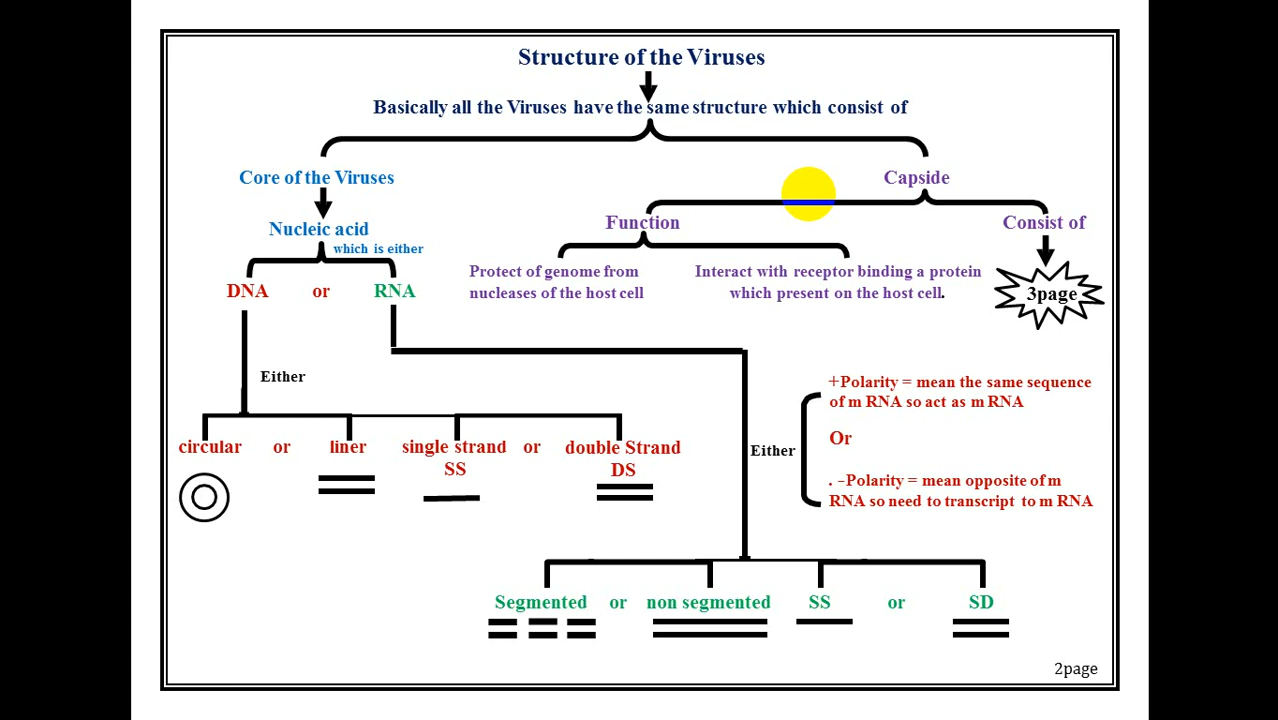 Structure of the Viruses
Basically all the Viruses have the same structure which consist of
Core of the Viruses
Capside
Nucleic acid
which is either
Function
Consist of
Protect of genome from
nucleases of the host cell
Interact with receptor binding a protein
which present on the host cell.
3page
DNA or RNA
Either
circular or liner single strand or double Strand
SS DS
Either
+Polarity = mean the same sequence
of m RNA so act as m RNA
Or
. -Polarity = mean opposite of m
RNA so need to transcript to m RNA
Segmented or non segmented SS or SD
2page